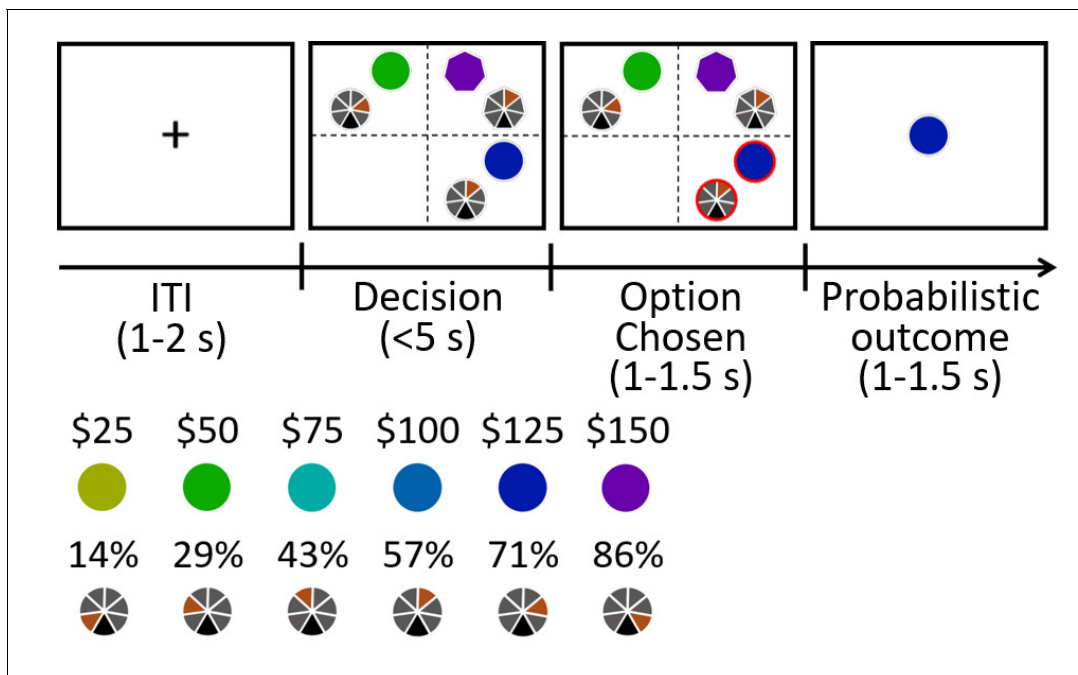 ITI
(1-2 s)
Decision
(<5 s)
Option
Chosen
(1-1.5 s)
Probabilistic
outcome
(1-1.5 s)
$25 $50 $75 $100 $125 $150
14% 29% 43% 57% 71% 86%